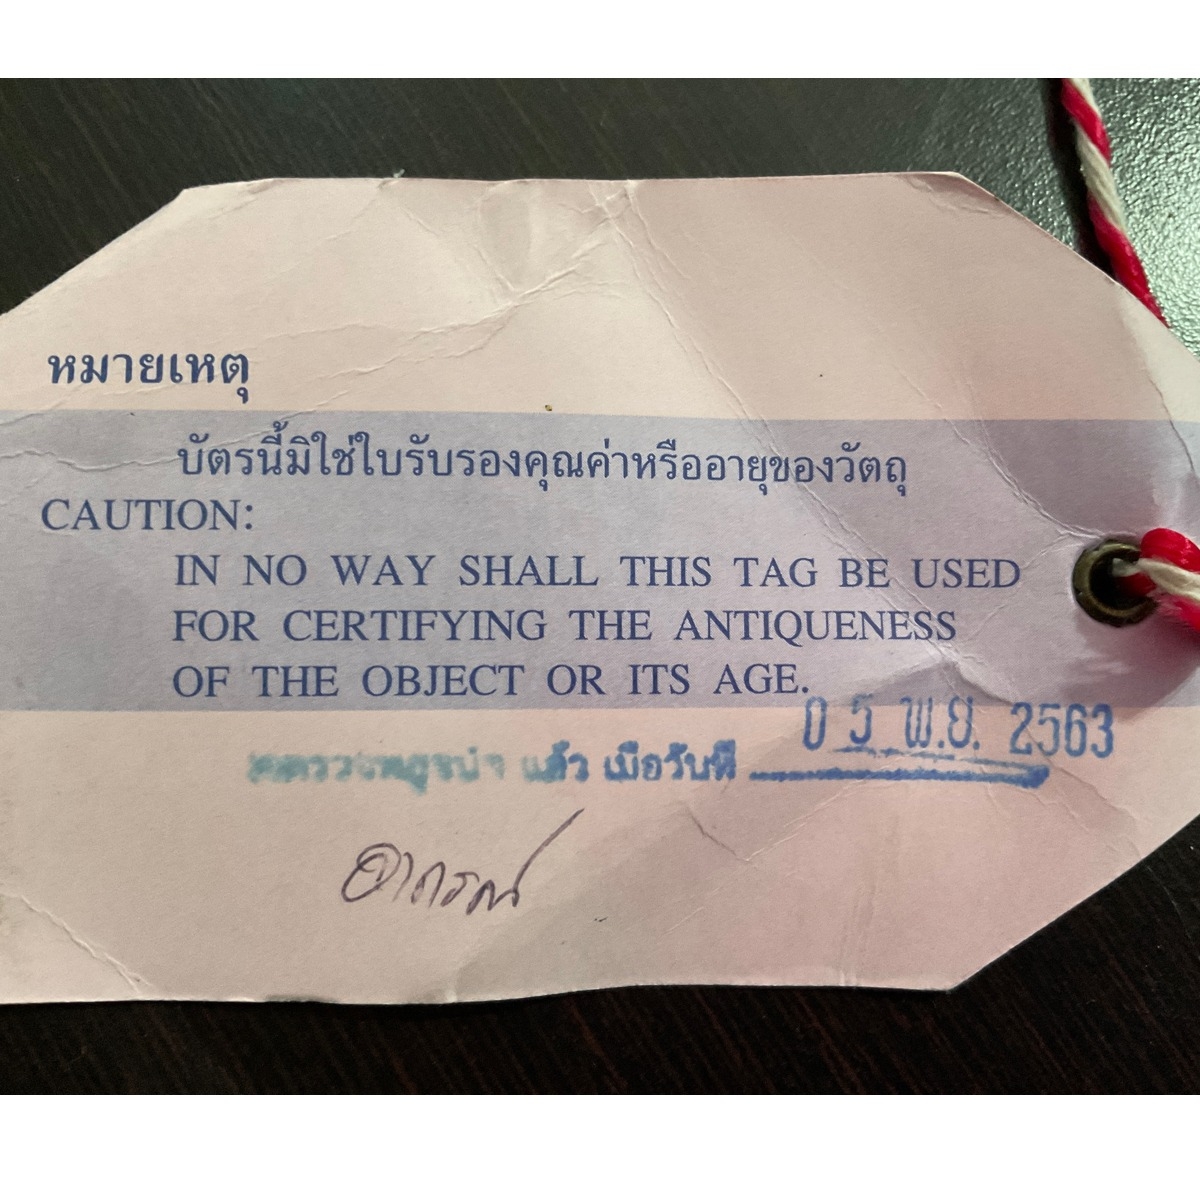 หมายเหตุ
บัตรนี้มิใช่ใบรับรองคุณค่าหรืออายุของวัตถุ
CAUTION:
IN NO WAY SHALL THIS TAG BE USED
FOR CERTIFYING THE ANTIQUENESS
OF THE OBJECT OR ITS AGE.
05 พ.ย. 2563
แล้ว เมื่อวันที่